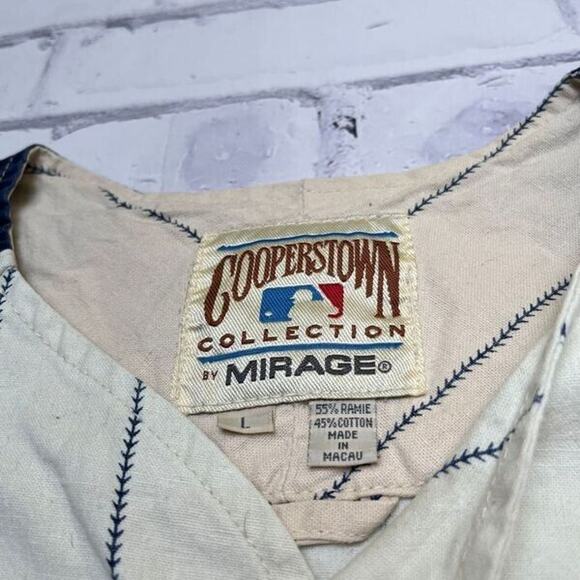 COOPERSTOWN
COLLECTION
BY MIRAGE®
L
55% RAMIE
45% COTTON
MADE IN
MACAU